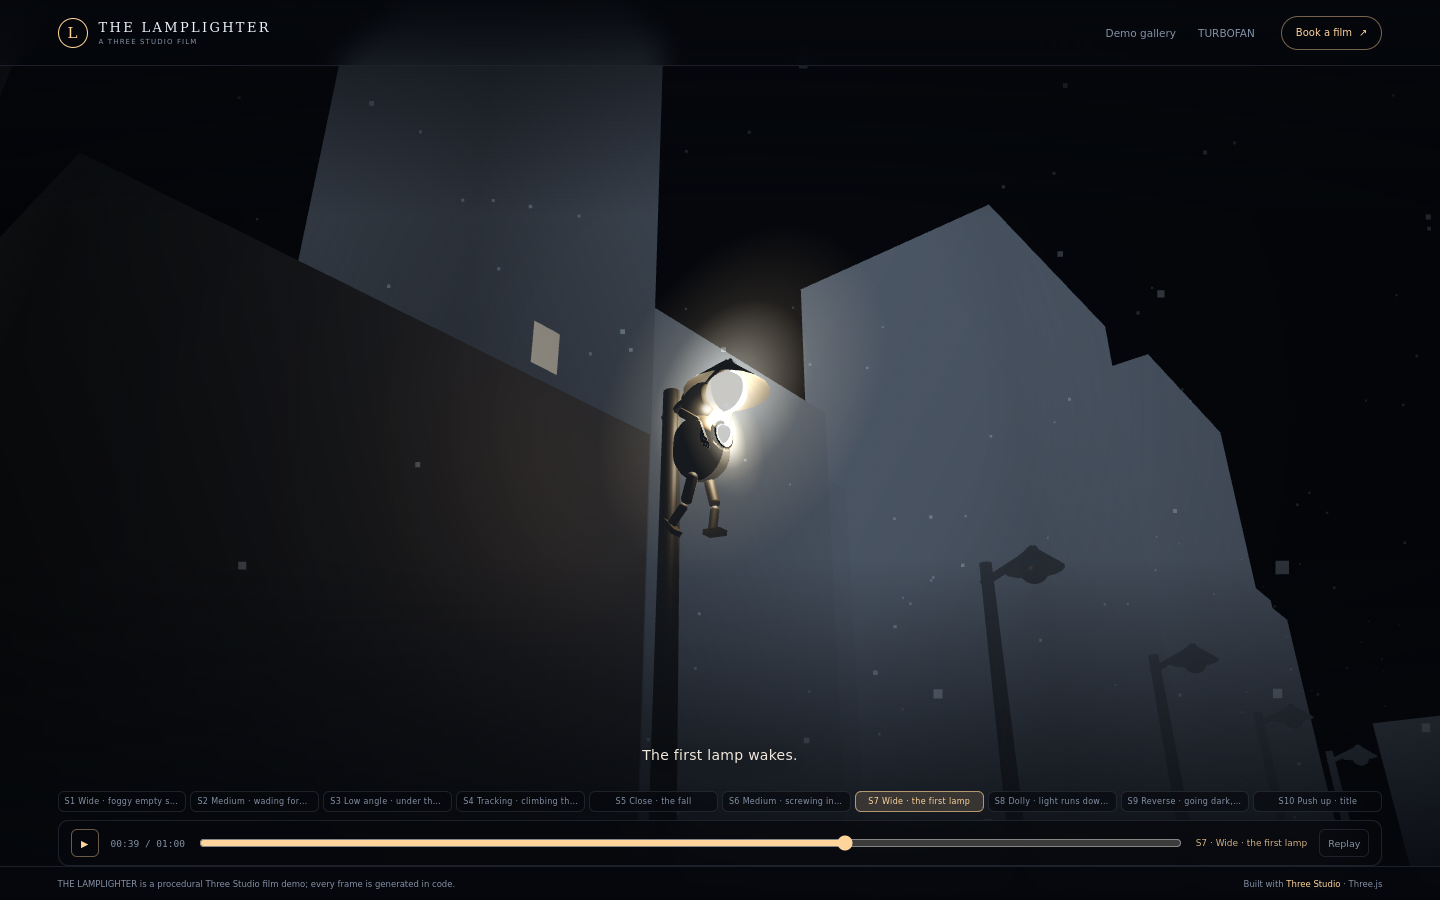 L
THE LAMPLIGHTER
A THREE STUDIO FILM
Demo gallery
TURBOFAN
Book a film ↗
The first lamp wakes.
S1 Wide · foggy empty s...
S2 Medium · wading for...
S3 Low angle · under th...
S4 Tracking · climbing th...
S5 Close · the fall
S6 Medium · screwing in...
S7 Wide · the first lamp
S8 Dolly · light runs dow...
S9 Reverse · going dark,...
S10 Push up · title
00:39 / 01:00
S7 · Wide · the first lamp
Replay
THE LAMPLIGHTER is a procedural Three Studio film demo; every frame is generated in code.
Built with Three Studio · Three.js